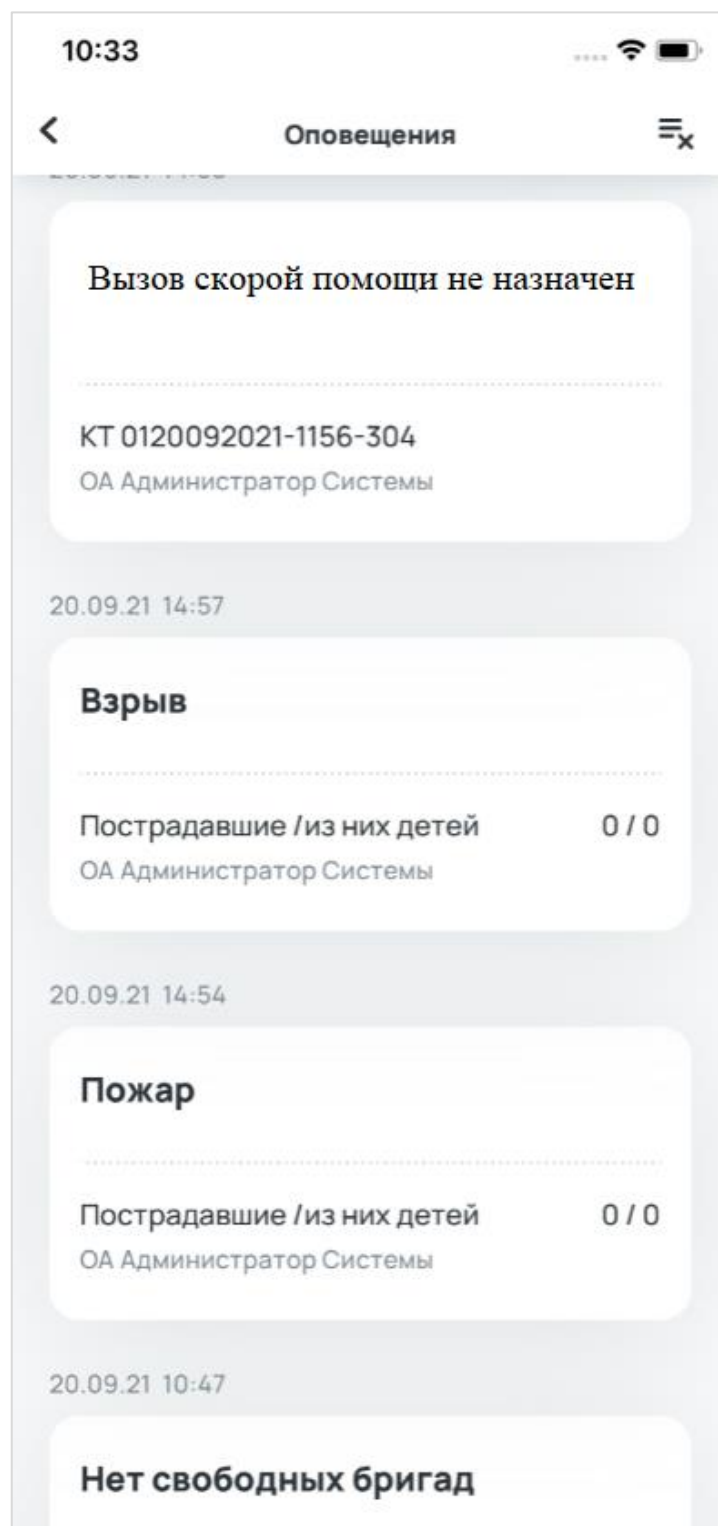 10:33
Оповещения
Вызов скорой помощи не назначен
КТ 0120092021-1156-304
ОА Администратор Системы
20.09.21 14:57
Взрыв
Пострадавшие /из них детей 0 / 0
ОА Администратор Системы
20.09.21 14:54
Пожар
Пострадавшие /из них детей 0 / 0
ОА Администратор Системы
20.09.21 10:47
Нет свободных бригад